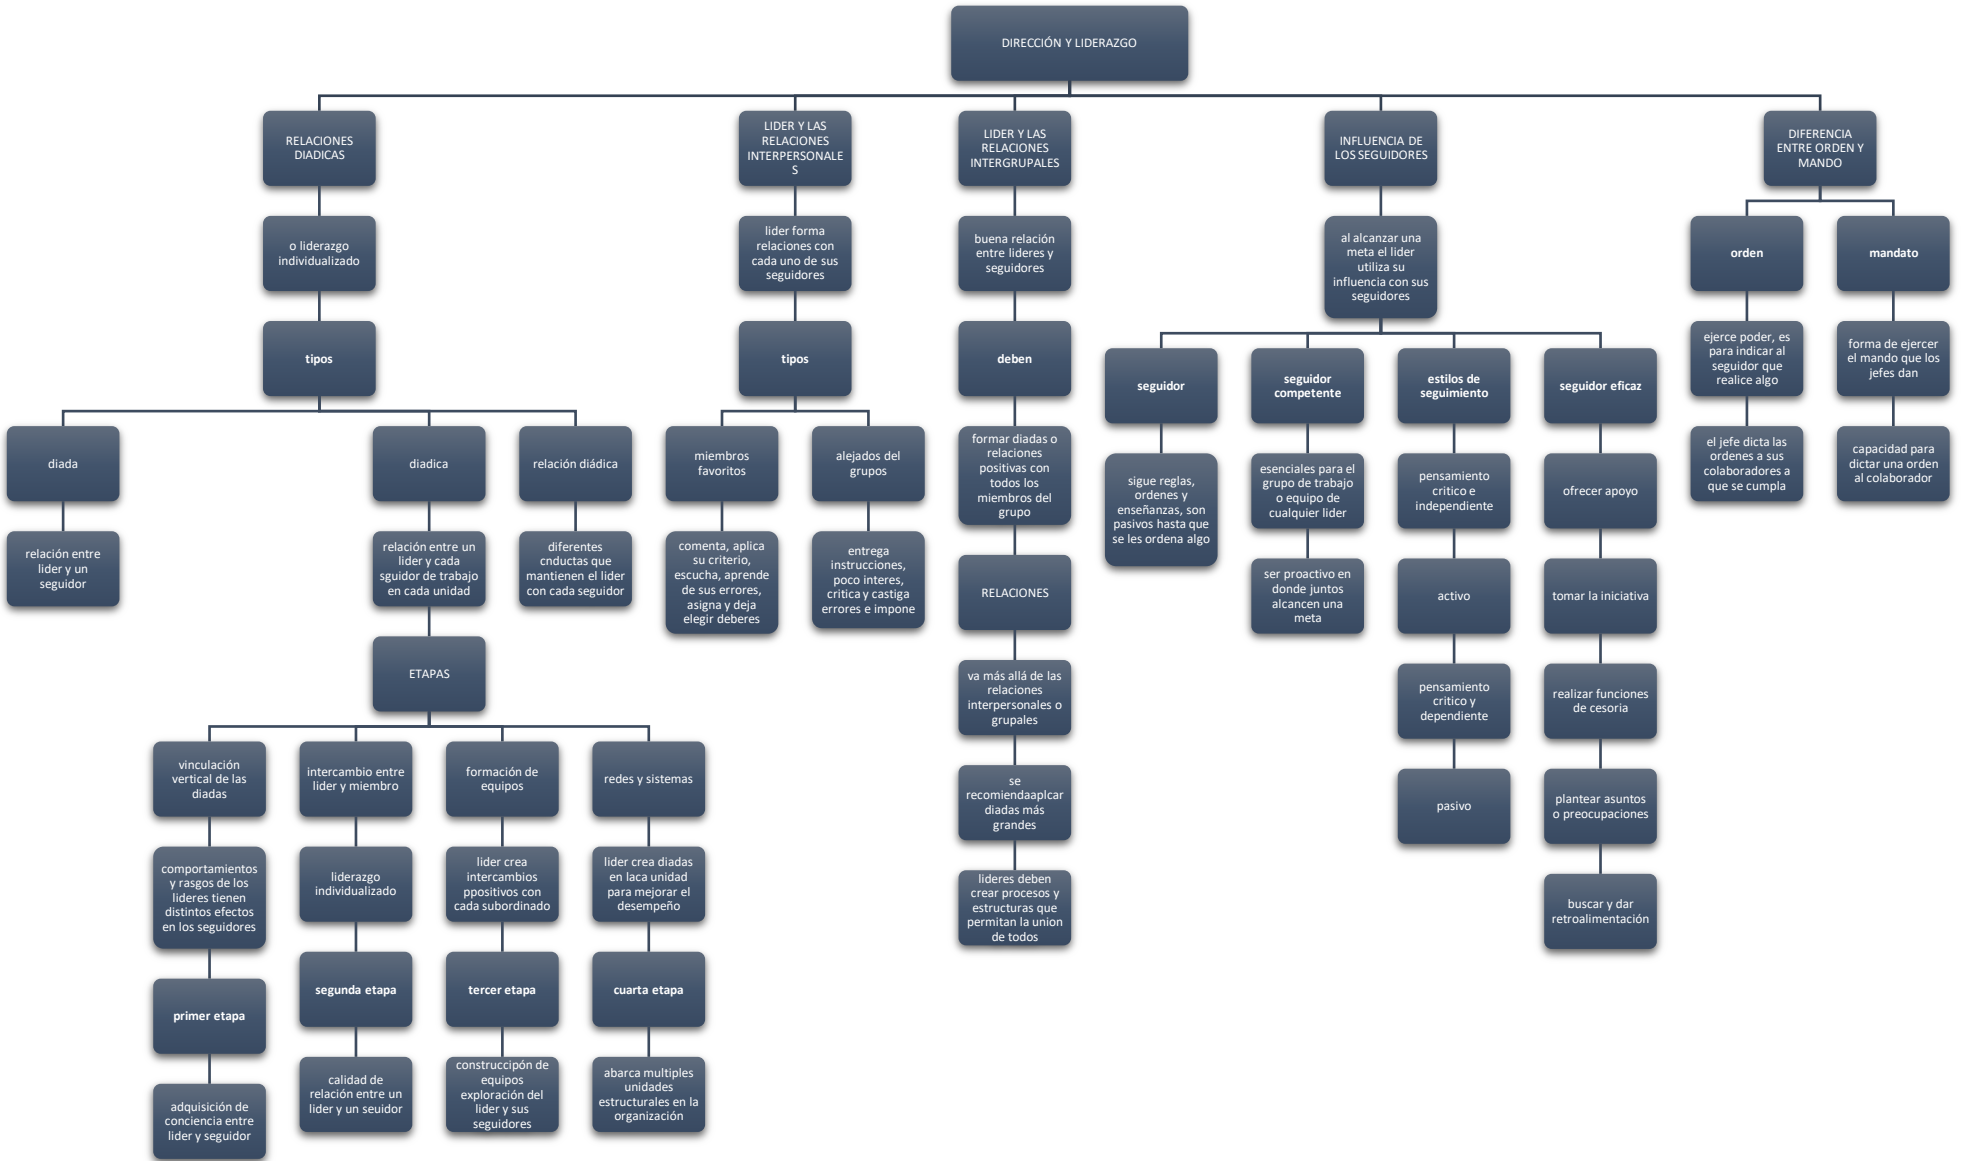 DIRECCIÓN Y LIDERAZGO
RELACIONES
DIADICAS
o liderazgo
individualizado
tipos
diada
relación entre
lider y un
seguidor
diadica
relación entre un
lider y cada
sguidor de trabajo
en cada unidad
ETAPAS
vinculación
vertical de las
diadas
comportamientos
y rasgos de los
lideres tienen
distintos efectos
en los seguidores
primer etapa
adquisición de
conciencia entre
lider y seguidor
intercambio entre
lider y miembro
liderazgo
individualizado
segunda etapa
calidad de
relación entre un
lider y un seuidor
formación de
equipos
lider crea
intercambios
ppositivos con
cada subordinado
tercer etapa
construccipón de
equipos
exploración del
lider y sus
seguidores
redes y sistemas
lider crea diadas
en laca unidad
para mejorar el
desempeño
cuarta etapa
abarca multiples
unidades
estructurales en la
organización
relación diádica
diferentes
cnductas que
mantienen el lider
con cada seguidor
LIDER Y LAS
RELACIONES
INTERPERSONALE
S
lider forma
relaciones con
cada uno de sus
seguidores
tipos
miembros
favoritos
comenta, aplica
su criterio,
escucha, aprende
de sus errores,
asigna y deja
elegir deberes
alejados del
grupos
entrega
instrucciones,
poco interes,
critica y castiga
errores e impone
LIDER Y LAS
RELACIONES
INTERGRUPALES
buena relación
entre lideres y
seguidores
deben
formar diadas o
relaciones
positivas con
todos los
miembros del
grupo
RELACIONES
va más allá de las
relaciones
interpersonales o
grupales
se
recomiendaaplcar
diadas más
grandes
lideres deben
crear procesos y
estructuras que
permitan la union
de todos
INFLUENCIA DE
LOS SEGUIDORES
al alcanzar una
meta el lider
utiliza su
influencia con sus
seguidores
seguidor
sigue reglas,
ordenes y
enseñanzas, son
pasivos hasta que
se les ordena algo
seguidor
competente
esenciales para el
grupo de trabajo
o equipo de
cualquier lider
ser proactivo en
donde juntos
alcancen una
meta
estilos de
seguimiento
pensamiento
critico e
independiente
activo
pensamiento
critico y
dependiente
pasivo
seguidor eficaz
ofrecer apoyo
tomar la iniciativa
realizar funciones
de cesoria
plantear asuntos
o preocupaciones
buscar y dar
retroalimentación
DIFERENCIA
ENTRE ORDEN Y
MANDO
orden
ejerce poder, es
para indicar al
seguidor que
realice algo
el jefe dicta las
ordenes a sus
colaboradores a
que se cumpla
mandato
forma de ejercer
el mando que los
jefes dan
capacidad para
dictar una orden
al colaborador